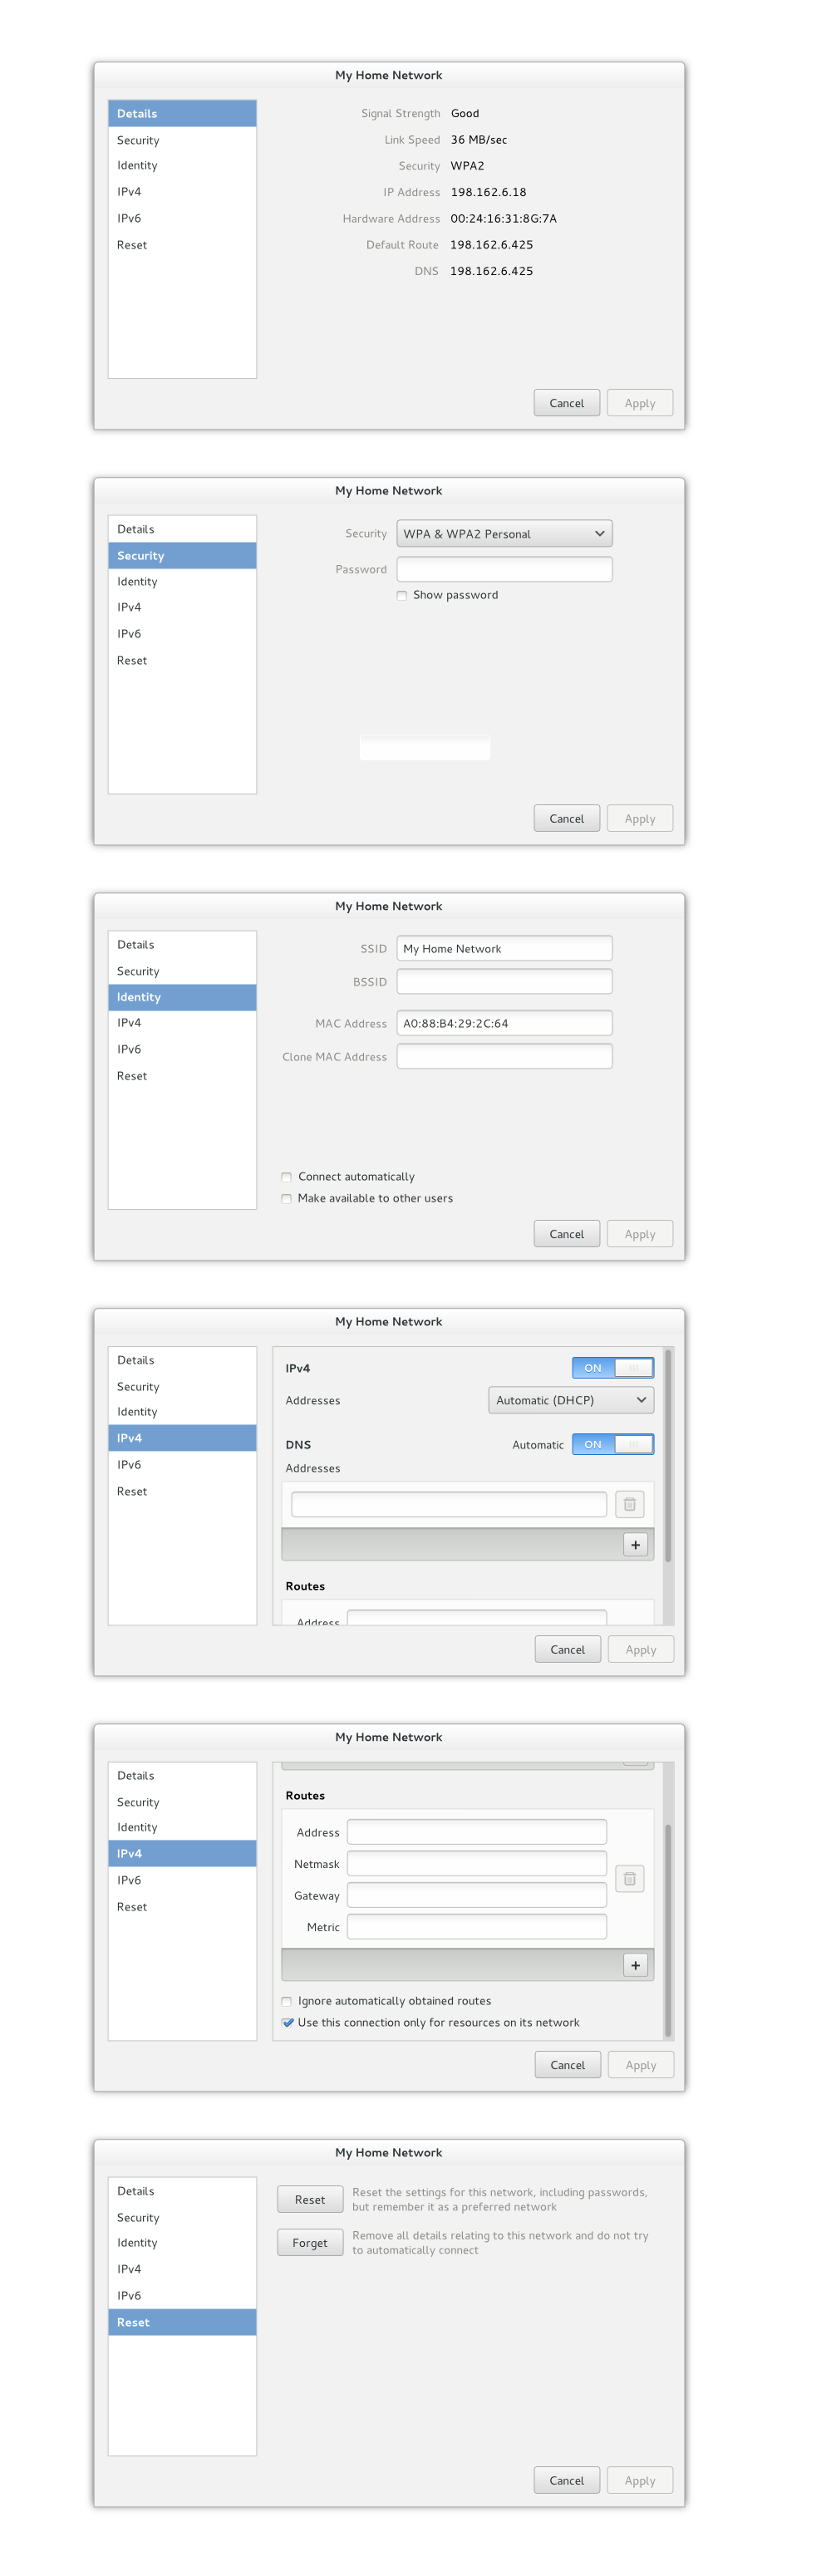 My Home Network
Details
Security
Identity
IPv4
IPv6
Reset
Signal Strength Good
Link Speed 36 MB/sec
Security WPA2
IP Address 198.162.6.18
Hardware Address 00:24:16:31:8G:7A
Default Route 198.162.6.425
DNS 198.162.6.425
Cancel Apply
My Home Network
Details
Security
Identity
IPv4
IPv6
Reset
Security WPA & WPA2 Personal
Password
Show password
Cancel Apply
My Home Network
Details
Security
Identity
IPv4
IPv6
Reset
SSID My Home Network
BSSID
MAC Address A0:88:B4:29:2C:64
Clone MAC Address
Connect automatically
Make available to other users
Cancel Apply
My Home Network
Details
Security
Identity
IPv4
IPv6
Reset
IPv4 ON
Addresses Automatic (DHCP)
DNS Automatic ON
Addresses
+
Routes
Address
Cancel Apply
My Home Network
Details
Security
Identity
IPv4
IPv6
Reset
Routes
Address
Netmask
Gateway
Metric
+
Ignore automatically obtained routes
Use this connection only for resources on its network
Cancel Apply
My Home Network
Details
Security
Identity
IPv4
IPv6
Reset
Reset Reset the settings for this network, including passwords,
but remember it as a preferred network
Forget Remove all details relating to this network and do not try
to automatically connect
Cancel Apply